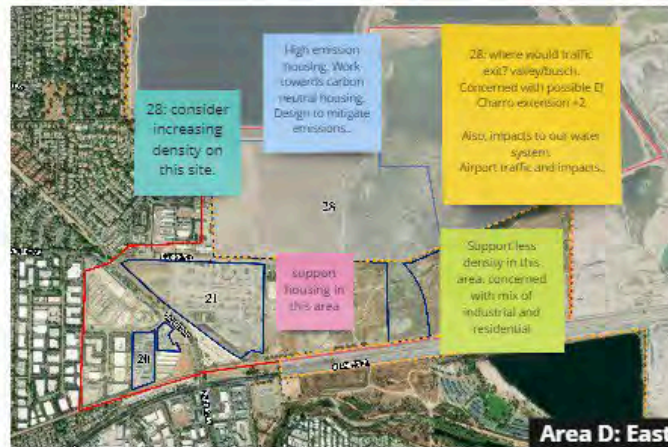 High emission
housing. Work
towards carbon
neutral housing.
Design to mitigate
emissions..
28: where would traffic
exit? valley/busch.
Concerned with possible El
Charro extension +2
Also, impacts to our water
system.
Airport traffic and impacts..
28: consider
increasing
density on
this site.
28
support
housing in
this area
Support less
density in this
area. concerned
with mix of
industrial and
residential
21
20
Area D: East